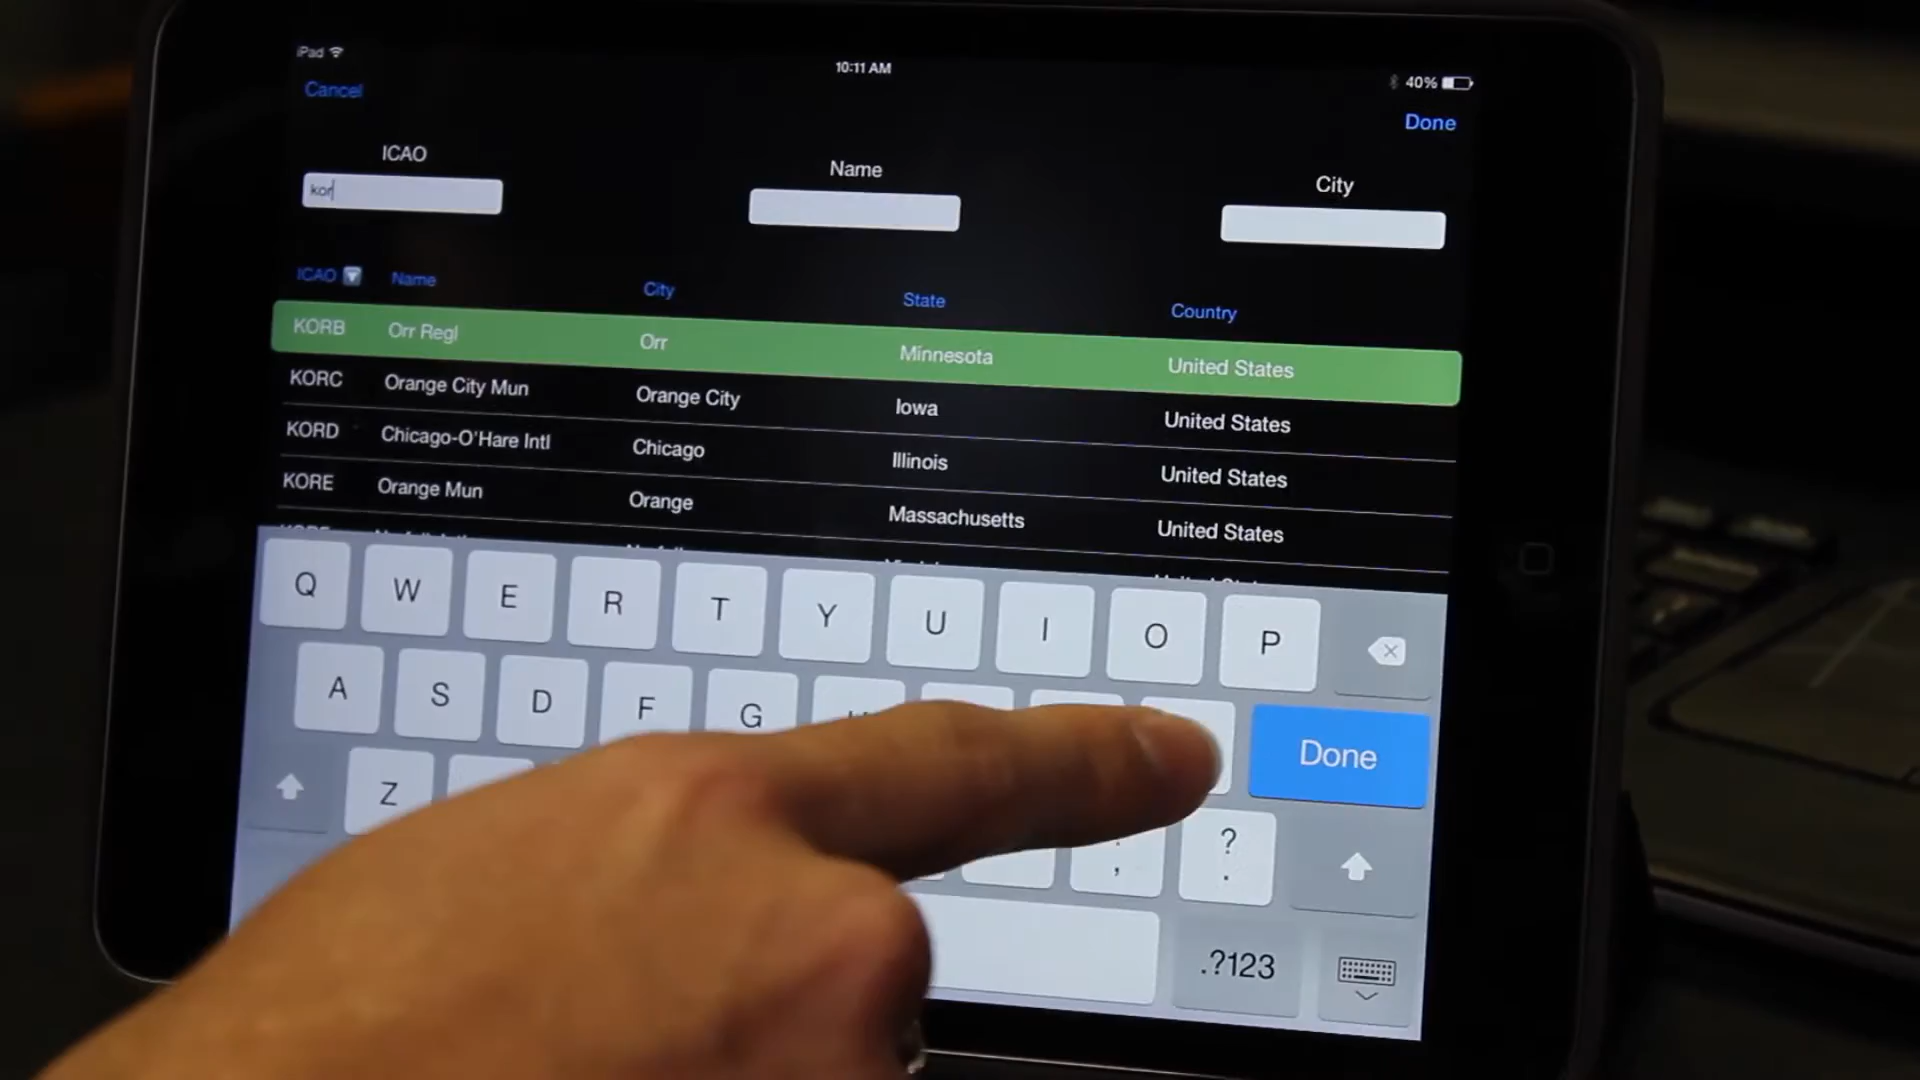 iPad
10:11 AM
40%
Cancel
Done
ICAO
Name
City
kor
ICAO Name City State Country
KORB Orr Regl Orr Minnesota United States
KORC Orange City Mun Orange City Iowa United States
KORD Chicago-O'Hare Intl Chicago Illinois United States
KORE Orange Mun Orange Massachusetts United States
Q W E R T Y U I O P
A S D F G
Done
Z
, ? .
.?123